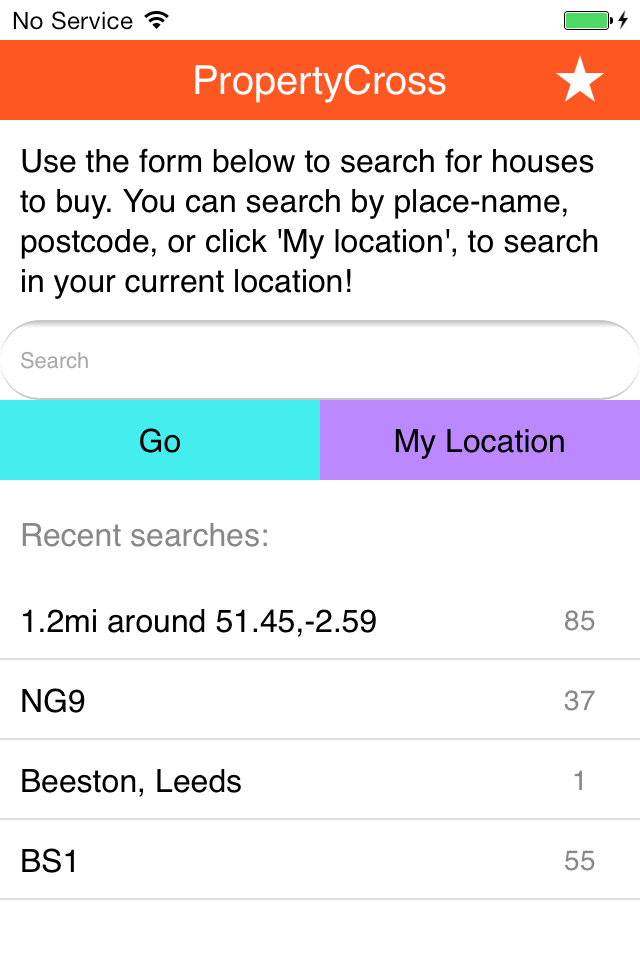 No Service
PropertyCross
Use the form below to search for houses
to buy. You can search by place-name,
postcode, or click 'My location', to search
in your current location!
Search
Go My Location
Recent searches:
1.2mi around 51.45,-2.59 85
NG9 37
Beeston, Leeds 1
BS1 55